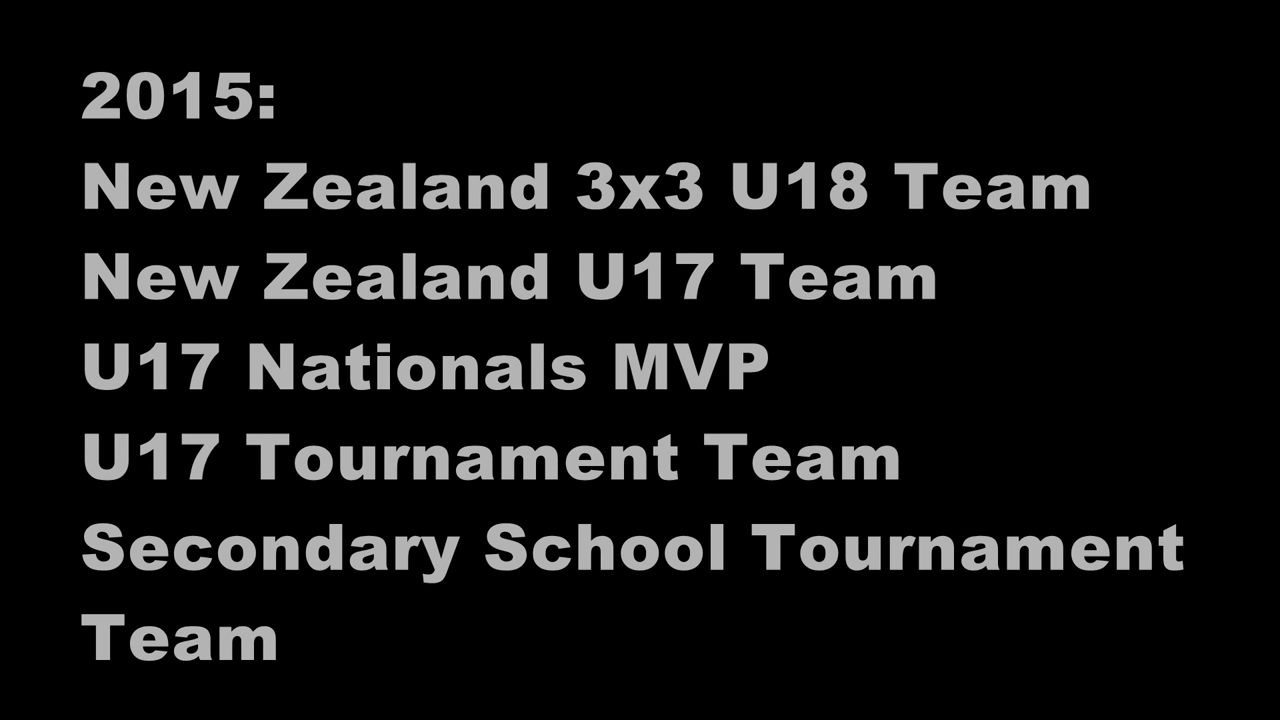 2015:
New Zealand 3x3 U18 Team
New Zealand U17 Team
U17 Nationals MVP
U17 Tournament Team
Secondary School Tournament
Team